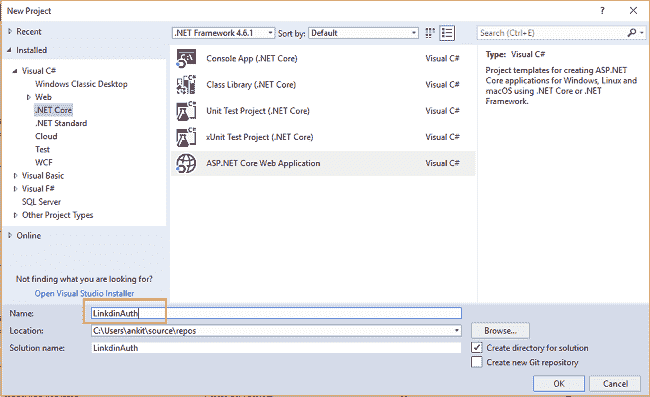 New Project
? ×
Recent
.NET Framework 4.6.1
Sort by: Default
Search (Ctrl+E)
Installed
Visual C#
Windows Classic Desktop
Web
.NET Core
.NET Standard
Cloud
Test
WCF
Visual Basic
Visual F#
SQL Server
Other Project Types
Online
Not finding what you are looking for?
Open Visual Studio Installer
Console App (.NET Core) Visual C#
Class Library (.NET Core) Visual C#
Unit Test Project (.NET Core) Visual C#
xUnit Test Project (.NET Core) Visual C#
ASP.NET Core Web Application Visual C#
Type: Visual C#
Project templates for creating ASP.NET
Core applications for Windows, Linux and
macOS using .NET Core or .NET
Framework.
Name: LinkdinAuth
Location: C:\Users\ankit\source\repos
Browse...
Solution name: LinkdinAuth
Create directory for solution
Create new Git repository
OK Cancel